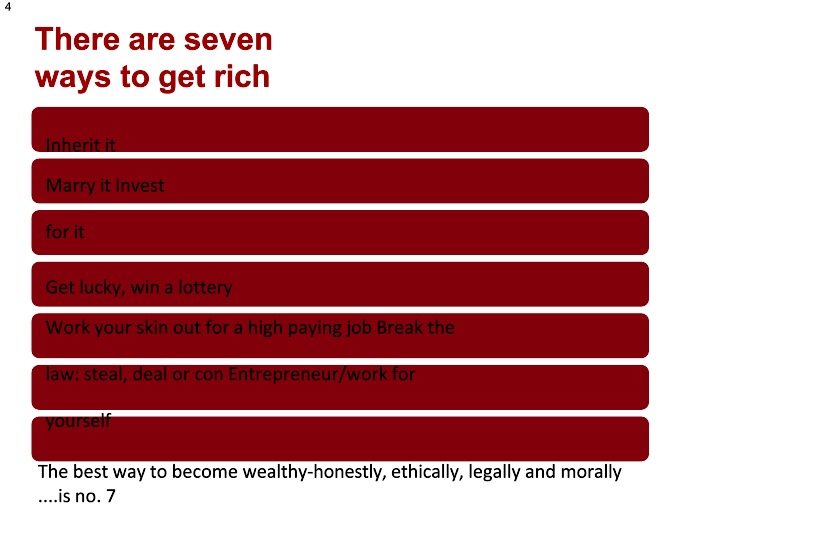 4
There are seven
ways to get rich
Inherit it
Marry it Invest
for it
Get lucky, win a lottery
Work your skin out for a high paying job Break the
law: steal, deal or con Entrepreneur/work for
yourself
The best way to become wealthy-honestly, ethically, legally and morally
....is no. 7